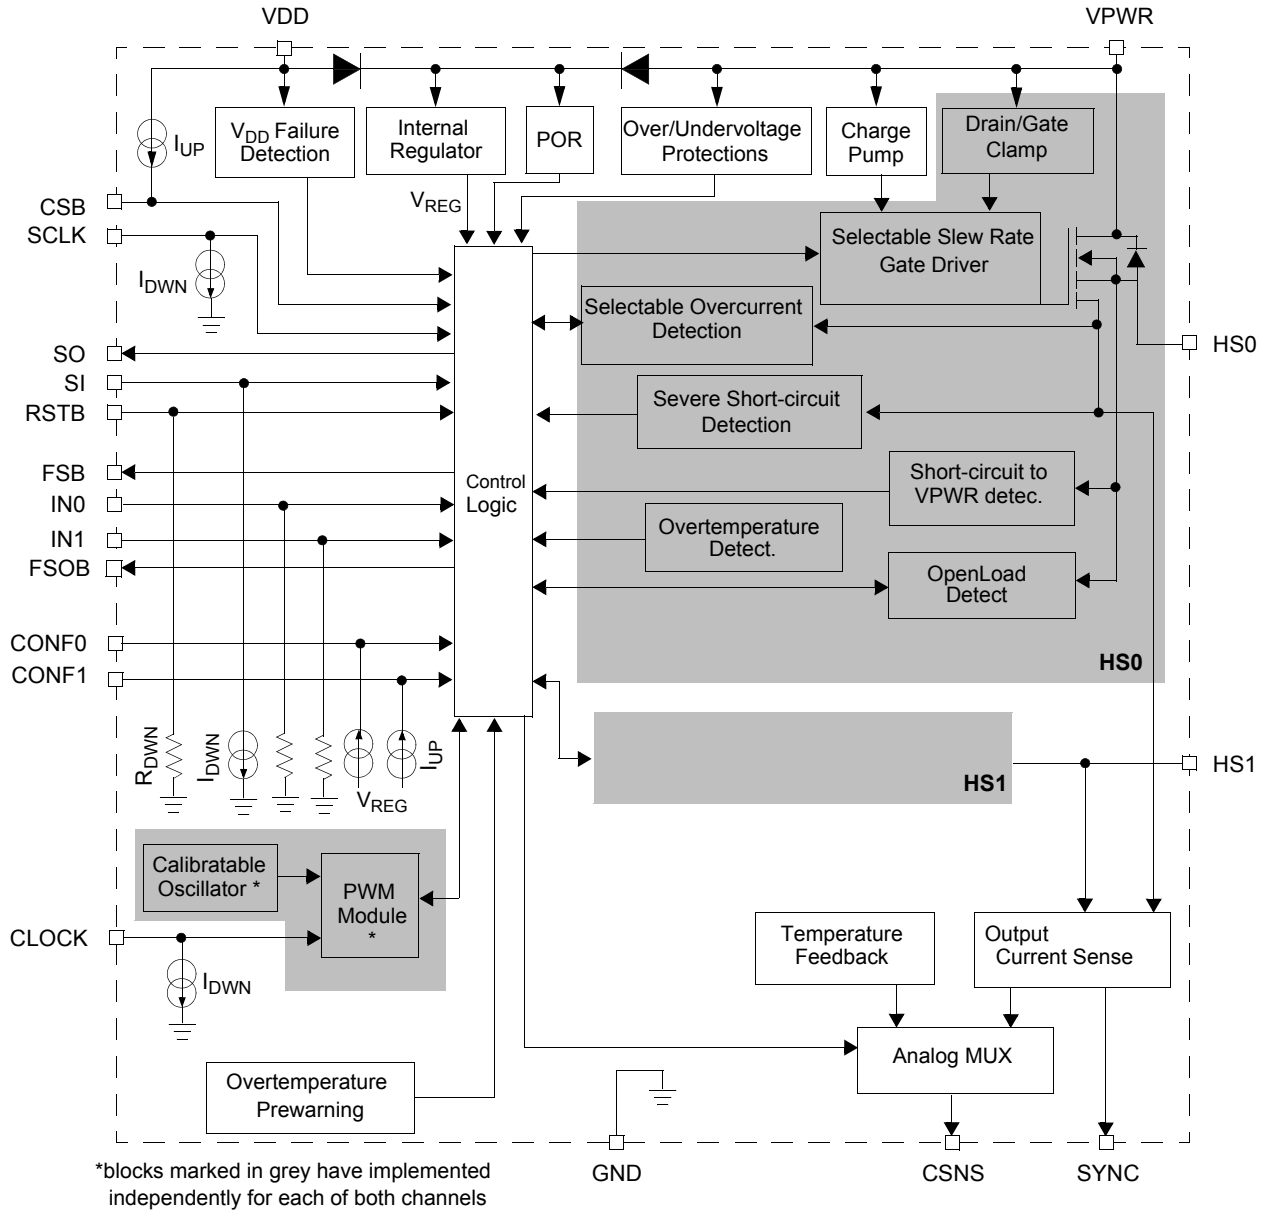 VDD
VPWR
IUP
VDD Failure
Detection
Internal
Regulator
POR
Over/Undervoltage
Protections
Charge
Pump
Drain/Gate
Clamp
VREG
CSB
SCLK
IDWN
Selectable Slew Rate
Gate Driver
Selectable Overcurrent
Detection
SO
HS0
SI
RSTB
Severe Short-circuit
Detection
FSB
IN0
IN1
FSOB
Control
Logic
Short-circuit to
VPWR detec.
Overtemperature
Detect.
OpenLoad
Detect
CONF0
CONF1
HS0
RDWN
IDWN
VREG
IUP
HS1
HS1
Calibratable
Oscillator *
PWM
Module
*
CLOCK
IDWN
Temperature
Feedback
Output
Current Sense
Analog MUX
Overtemperature
Prewarning
GND
CSNS
SYNC
*blocks marked in grey have implemented
independently for each of both channels